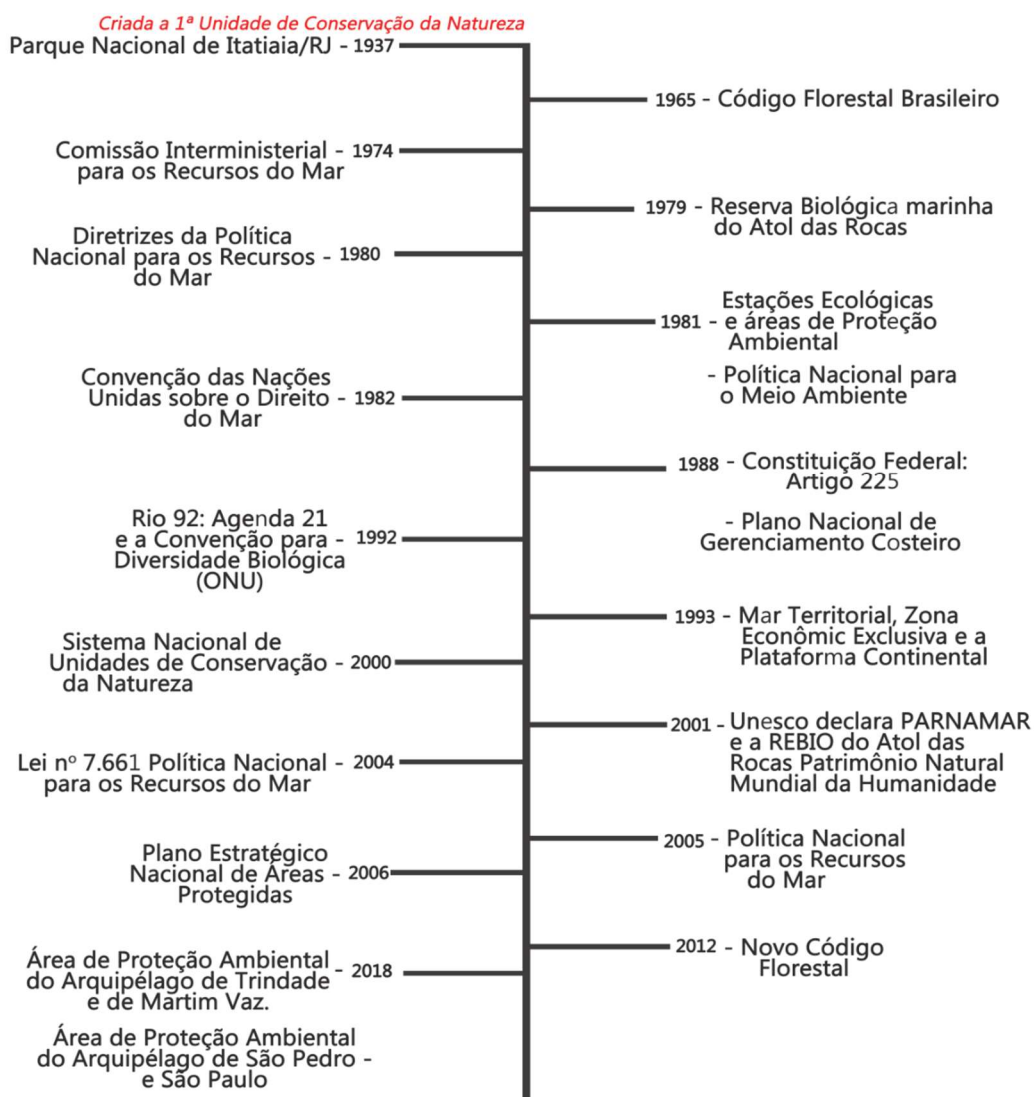 Criada a 1ª Unidade de Conservação da Natureza
Parque Nacional de Itatiaia/RJ - 1937
1965 - Código Florestal Brasileiro
Comissão Interministerial - 1974
para os Recursos do Mar
1979 - Reserva Biológica marinha
do Atol das Rocas
Diretrizes da Política
Nacional para os Recursos - 1980
do Mar
Estações Ecológicas
1981 - e áreas de Proteção
Ambiental
- Política Nacional para
o Meio Ambiente
Convenção das Nações
Unidas sobre o Direito - 1982
do Mar
1988 - Constituição Federal:
Artigo 225
- Plano Nacional de
Gerenciamento Costeiro
Rio 92: Agenda 21
e a Convenção para - 1992
Diversidade Biológica
(ONU)
1993 - Mar Territorial, Zona
Econômic Exclusiva e a
Plataforma Continental
Sistema Nacional de
Unidades de Conservação - 2000
da Natureza
2001 - Unesco declara PARNAMAR
e a REBIO do Atol das
Rocas Patrimônio Natural
Mundial da Humanidade
Lei nº 7.661 Política Nacional - 2004
para os Recursos do Mar
2005 - Política Nacional
para os Recursos
do Mar
Plano Estratégico
Nacional de Áreas - 2006
Protegidas
2012 - Novo Código
Florestal
Área de Proteção Ambiental
do Arquipélago de Trindade - 2018
e de Martim Vaz.
Área de Proteção Ambiental
do Arquipélago de São Pedro -
e São Paulo